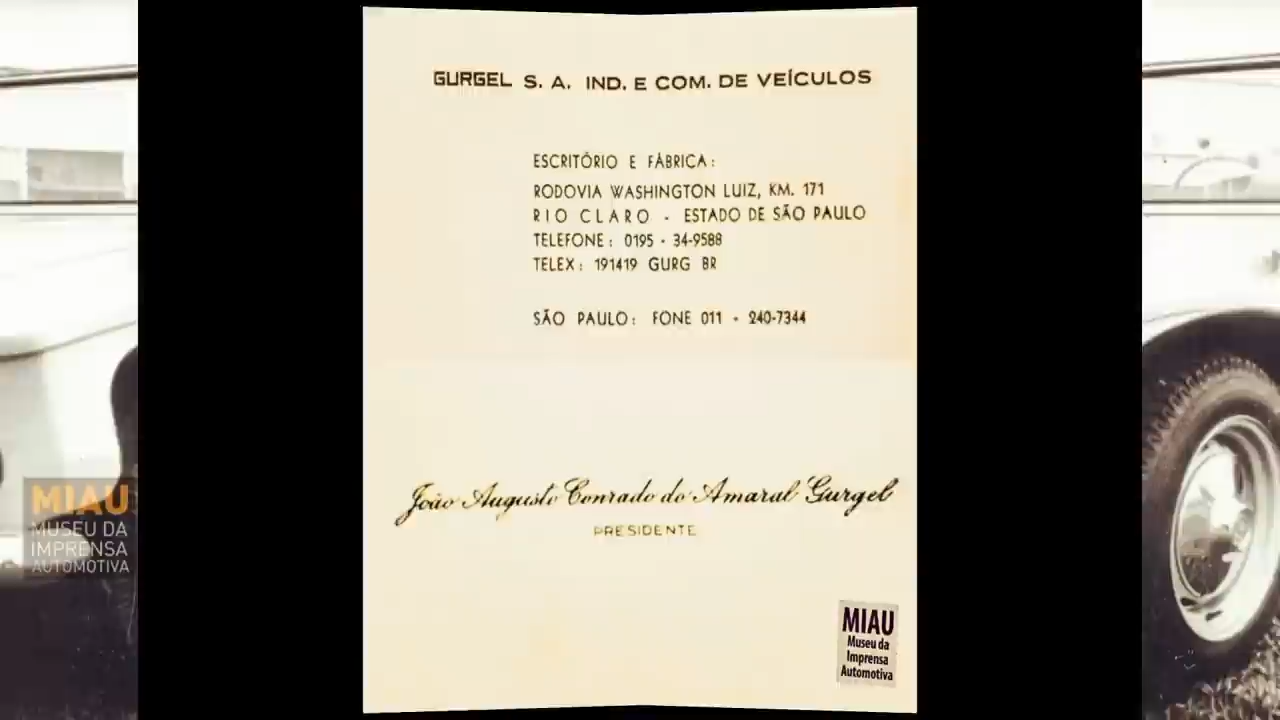 GURGEL S. A. IND. E COM. DE VEÍCULOS
ESCRITÓRIO E FÁBRICA:
RODOVIA WASHINGTON LUIZ, KM. 171
RIO CLARO - ESTADO DE SÃO PAULO
TELEFONE: 0195 - 34-9588
TELEX: 191419 GURG BR
SÃO PAULO: FONE 011 - 240-7344
João Augusto Conrado do Amaral Gurgel
PRESIDENTE
MIAU
Museu da
Imprensa
Automotiva
MIAU
MUSEU DA
IMPRENSA
AUTOMOTIVA